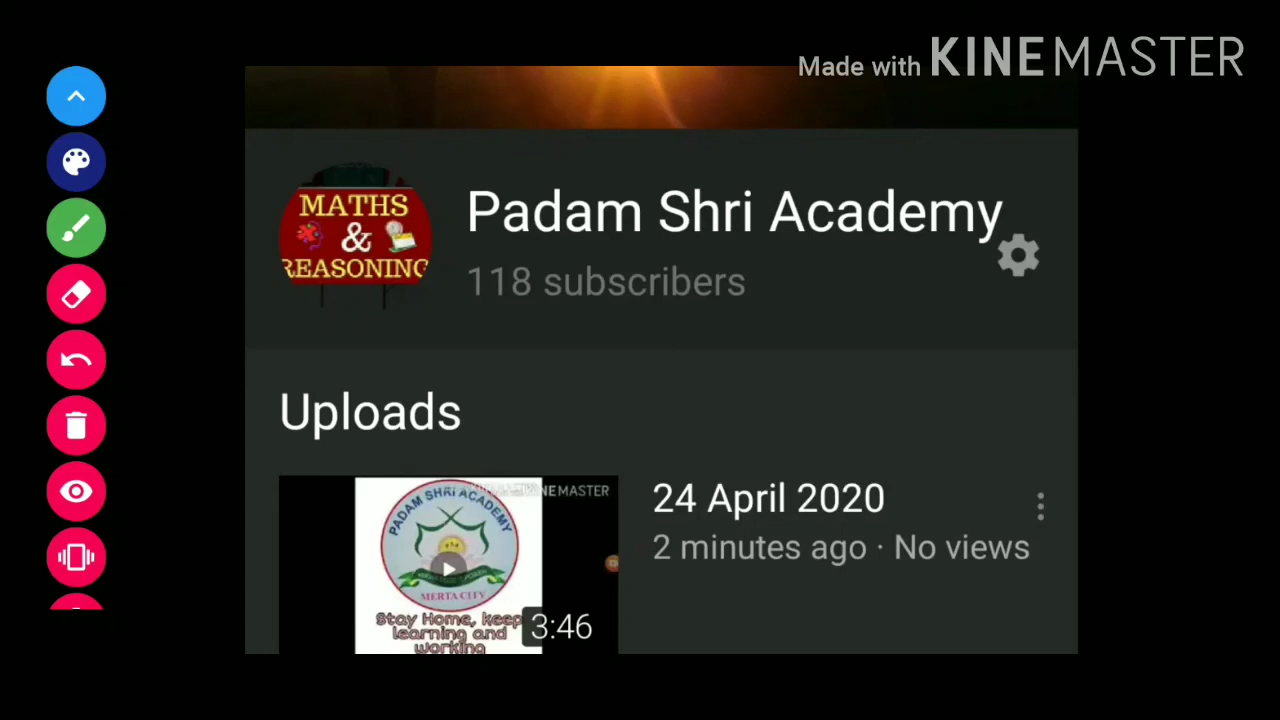 Made with KINEMASTER
MATHS
&
REASONING
Padam Shri Academy
118 subscribers
Uploads
PADAM SHRI ACADEMY
NEMASTER
MERTA CITY
Stay Home, keep
learning and
working
3:46
24 April 2020
2 minutes ago · No views